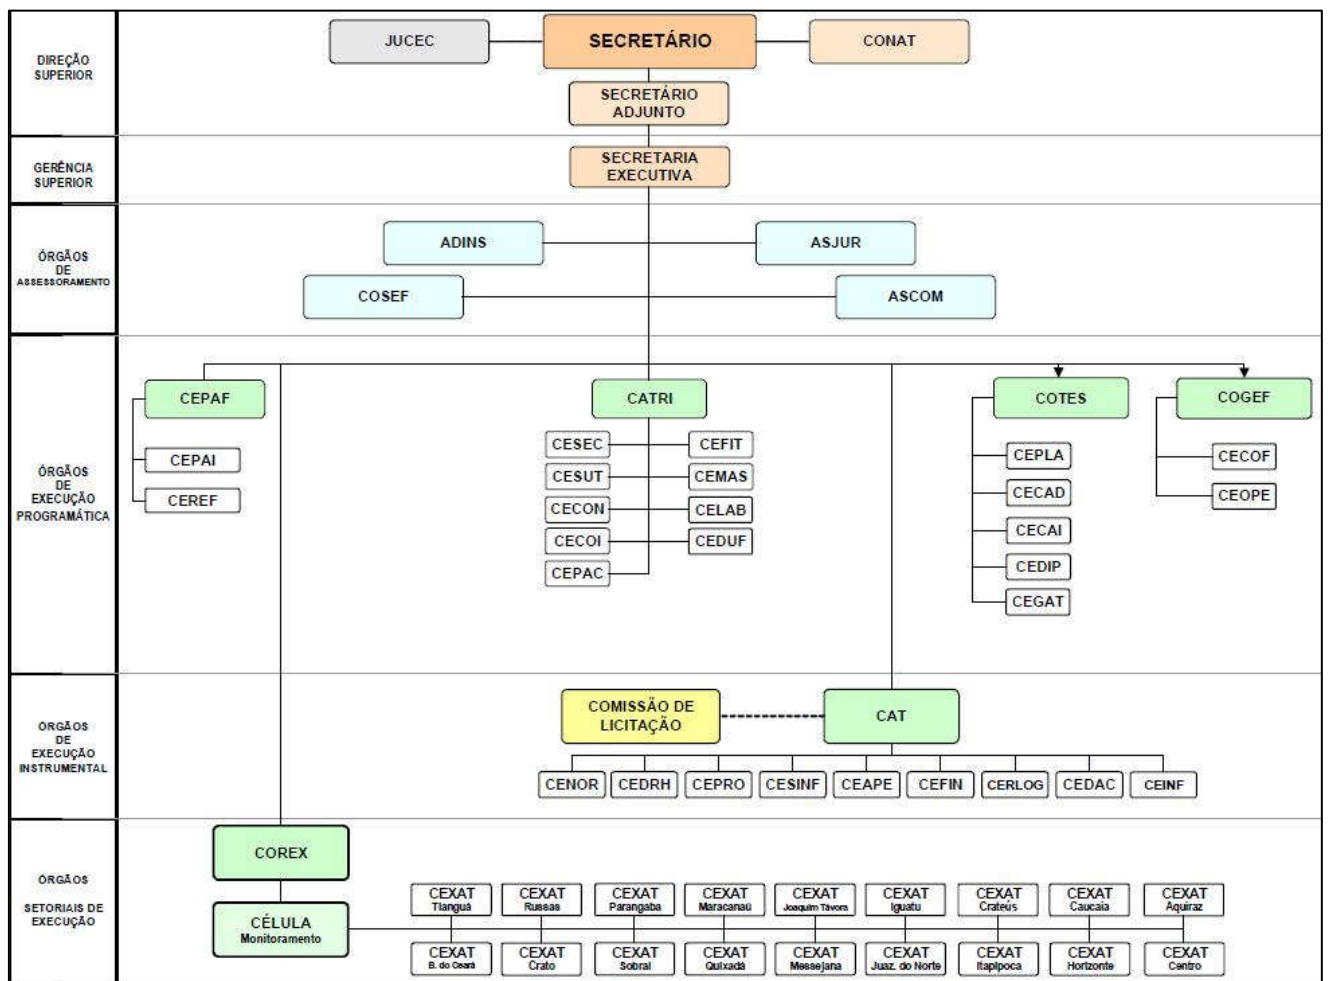 DIREÇÃO
SUPERIOR
JUCEC
SECRETÁRIO
CONAT
SECRETÁRIO
ADJUNTO
GERÊNCIA
SUPERIOR
SECRETARIA
EXECUTIVA
ÓRGÃOS
DE
ASSESSORAMENTO
ADINS
ASJUR
COSEF
ASCOM
ÓRGÃOS
DE
EXECUÇÃO
PROGRAMÁTICA
CEPAF
CEPAI
CEREF
CATRI
CESEC
CEFIT
CESUT
CEMAS
CECON
CELAB
CECOI
CEDUF
CEPAC
COTES
CEPLA
CECAD
CECAI
CEDIP
CEGAT
COGEF
CECOF
CEOPE
ÓRGÃOS
DE
EXECUÇÃO
INSTRUMENTAL
COMISSÃO DE
LICITAÇÃO
CAT
CENOR
CEDRH
CEPRO
CESINF
CEAPE
CEFIN
CERLOG
CEDAC
CEINF
ÓRGÃOS
SETORIAIS DE
EXECUÇÃO
COREX
CÉLULA
Monitoramento
CEXAT
Tianguá
CEXAT
Russas
CEXAT
Parangaba
CEXAT
Maracanaú
CEXAT
Joaquim Távora
CEXAT
Iguatu
CEXAT
Crateús
CEXAT
Caucaia
CEXAT
Aquiraz
CEXAT
B. do Ceará
CEXAT
Crato
CEXAT
Sobral
CEXAT
Quixadá
CEXAT
Messejana
CEXAT
Juaz. do Norte
CEXAT
Itapipoca
CEXAT
Horizonte
CEXAT
Centro